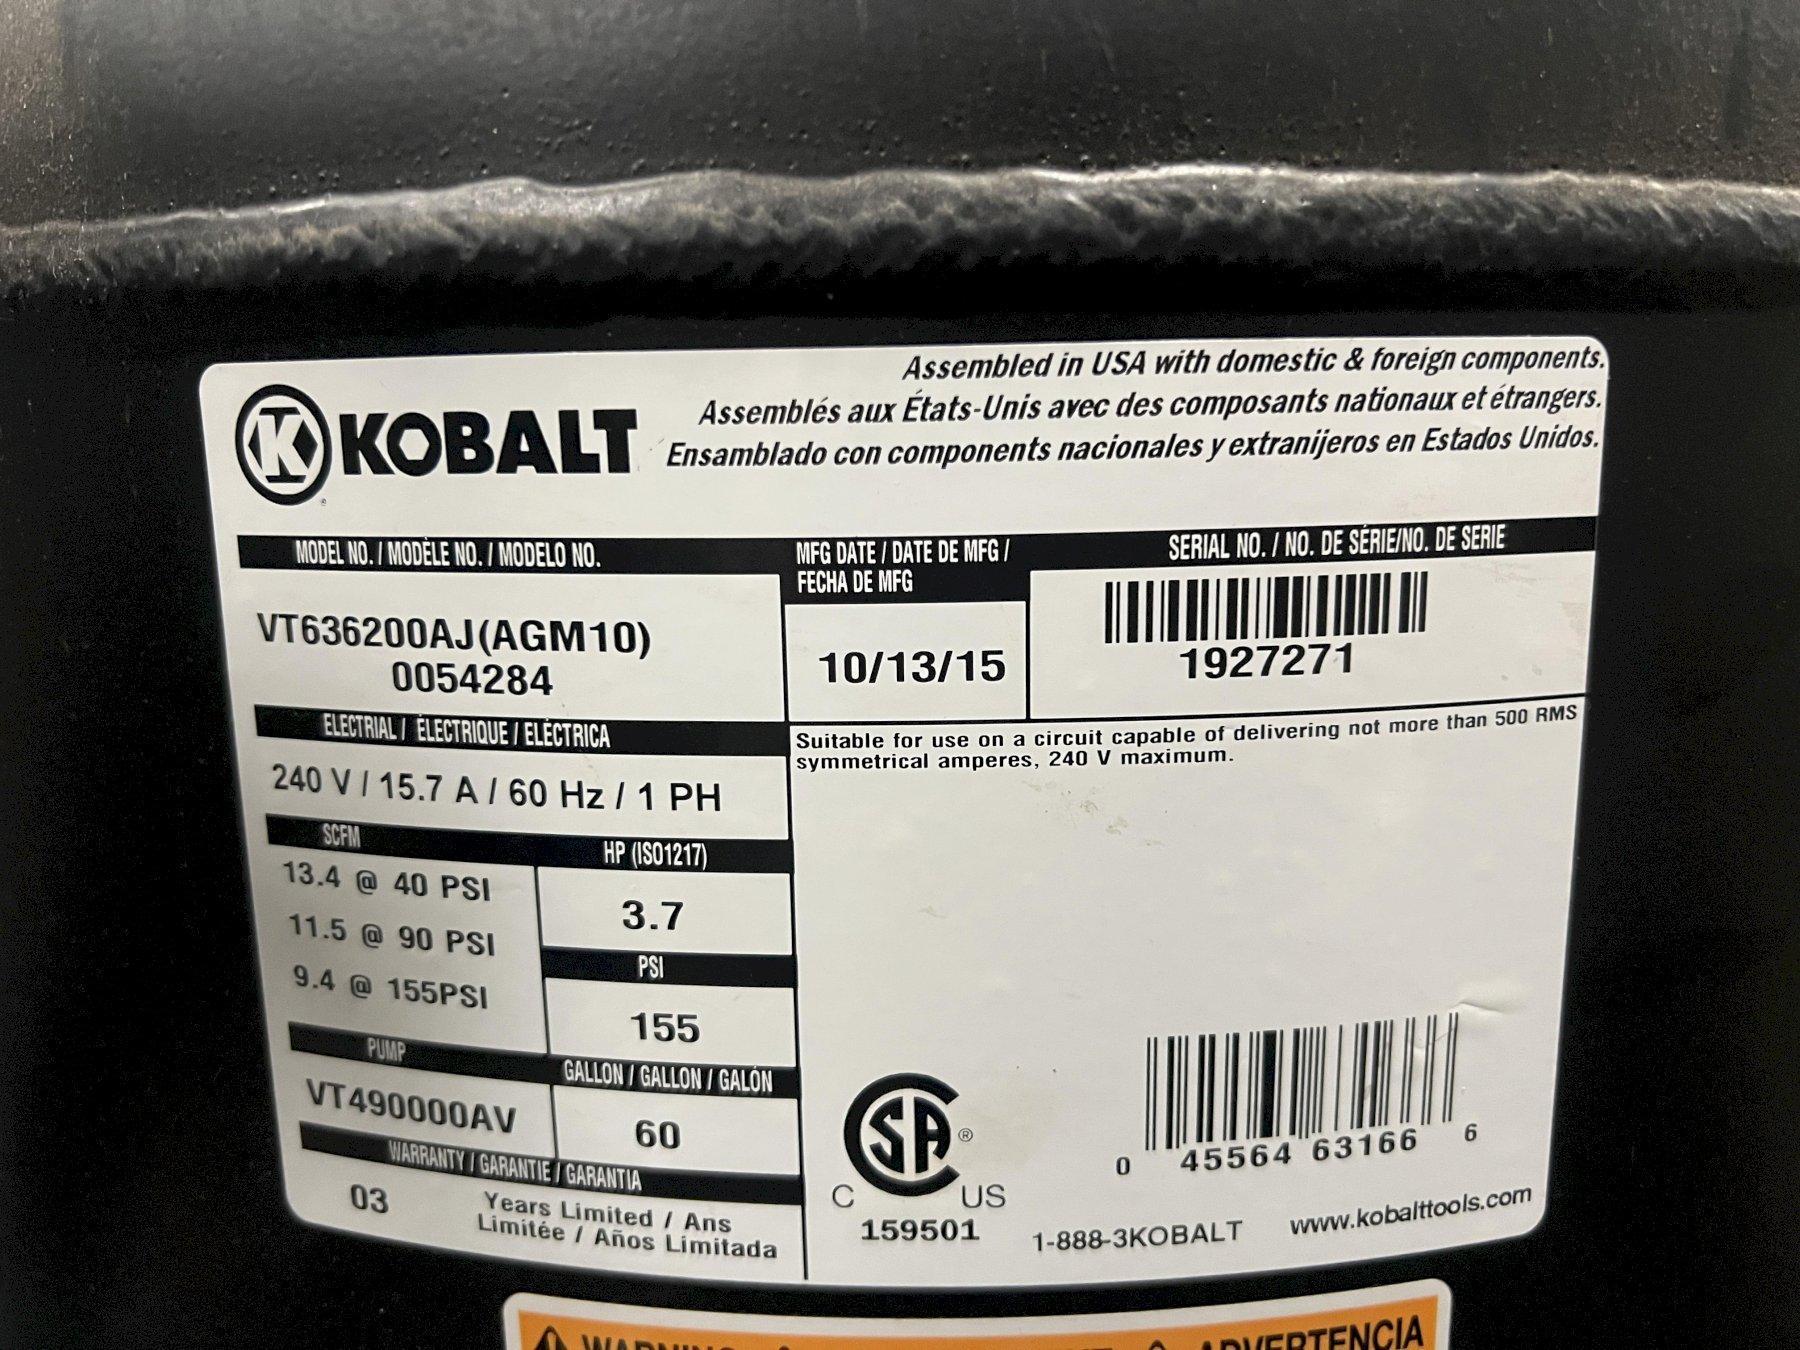 Assembled in USA with domestic & foreign components.
KOBALT
Assemblés aux États-Unis avec des composants nationaux et étrangers.
Ensamblado con components nacionales y extranijeros en Estados Unidos.
MODEL NO. / MODÈLE NO. / MODELO NO.
VT636200AJ(AGM10)
0054284
MFG DATE / DATE DE MFG /
FECHA DE MFG
10/13/15
SERIAL NO. / NO. DE SÉRIE/NO. DE SERIE
1927271
ELECTRIAL / ÉLECTRIQUE / ELÉCTRICA
240 V / 15.7 A / 60 Hz / 1 PH
Suitable for use on a circuit capable of delivering not more than 500 RMS
symmetrical amperes, 240 V maximum.
SCFM
13.4 @ 40 PSI
11.5 @ 90 PSI
9.4 @ 155PSI
HP (ISO1217)
3.7
PSI
155
PUMP
VT490000AV
GALLON / GALLON / GALÓN
60
WARRANTY / GARANTIE / GARANTIA
03
Years Limited / Ans
Limitée / Años Limitada
CSA ®
C US
159501
0 45564 63166 6
1-888-3KOBALT
www.kobalttools.com
WARNING
ADVERTENCIA